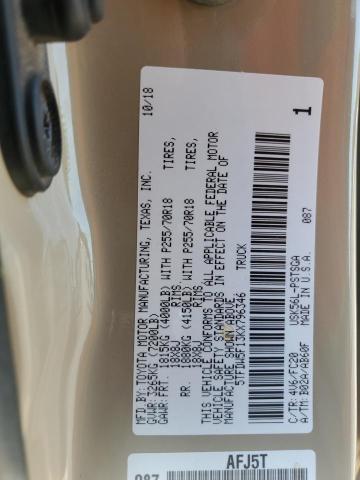 MFD.BY: TOYOTA MOTOR MANUFACTURING, TEXAS, INC. 10/18
GVWR: 3265KG (7200LB)
GAWR: FRT. 1815KG (4000LB) WITH P255/70R18 TIRES,
18X8J RIMS,
RR. 1880KG (4150LB) WITH P255/70R18 TIRES,
18X8J RIMS,
THIS VEHICLE CONFORMS TO ALL APPLICABLE FEDERAL MOTOR
VEHICLE SAFETY STANDARDS IN EFFECT ON THE DATE OF
MANUFACTURE SHOWN ABOVE.
5TFDW5F13KX796346 TRUCK
1
087
C/TR: 4V6/FC20 USK56L-PSTSGA
A/TM: B02A/AB60F MADE IN U.S.A.
087 AFJ5T